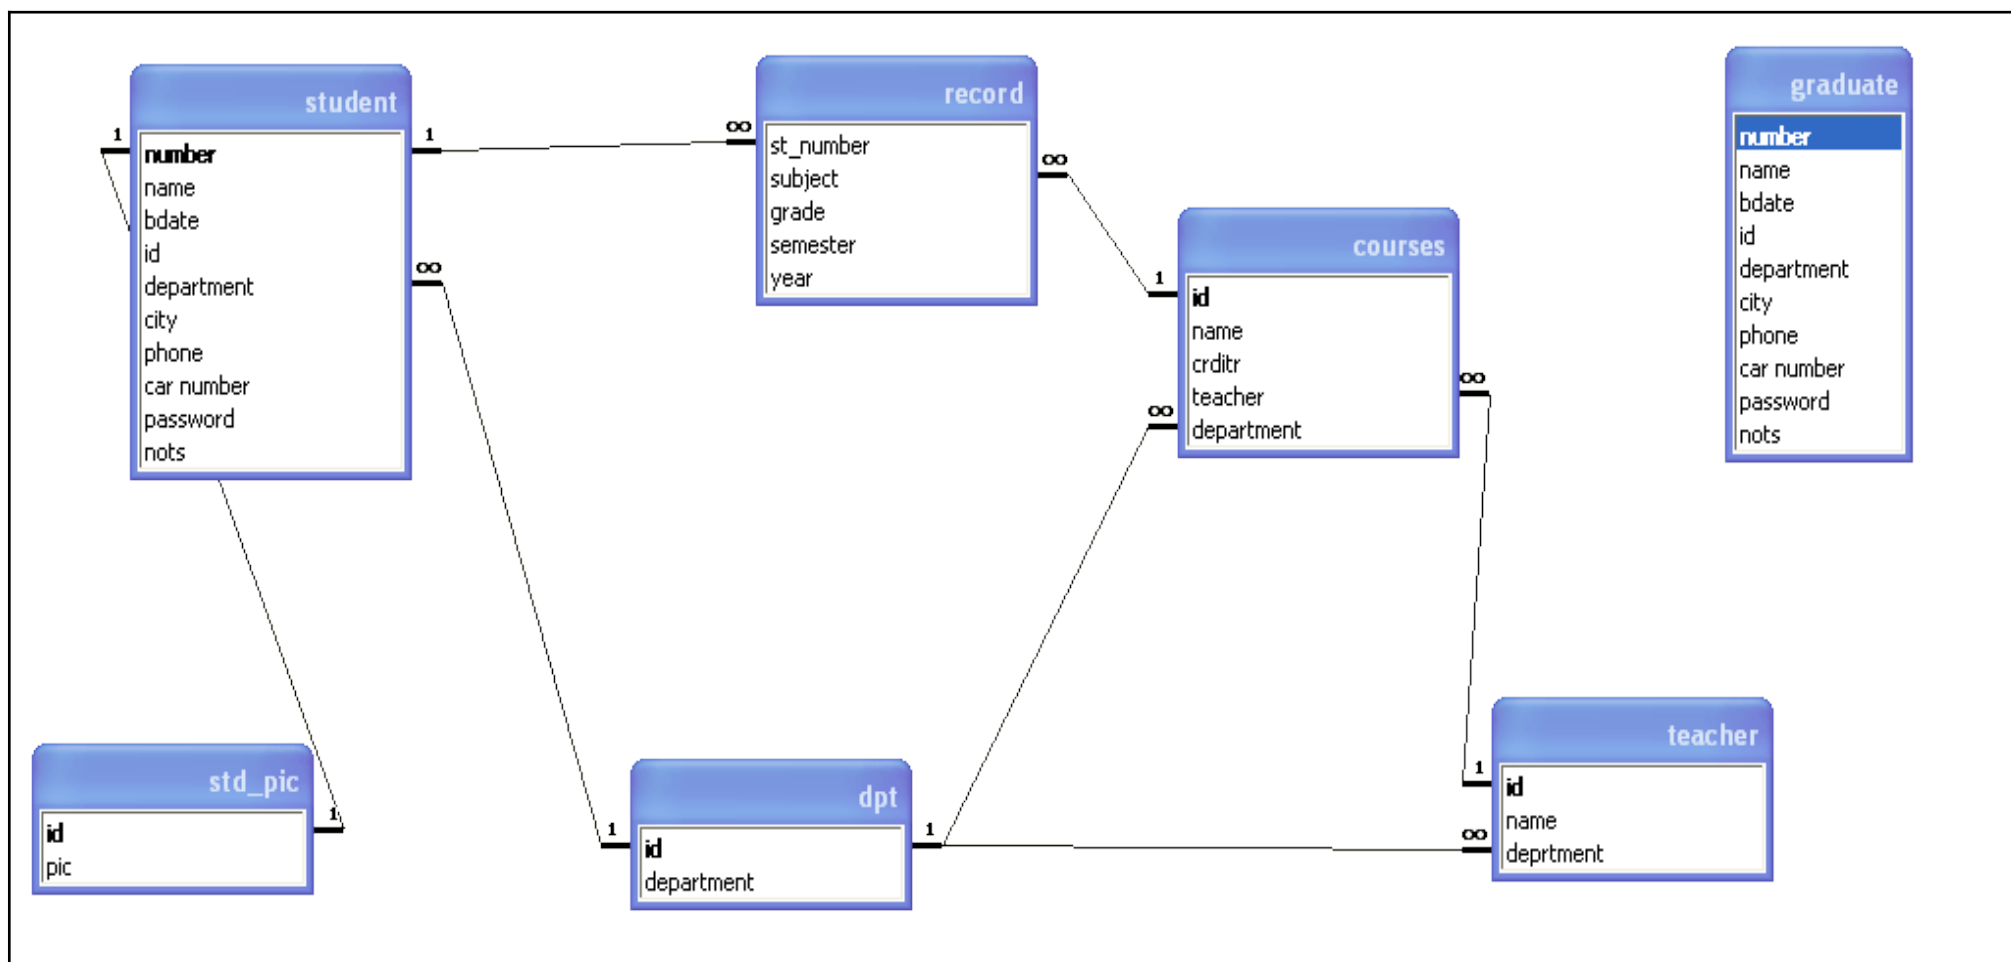 student
1
number
1
name
bdate
id
department
∞
city
phone
car number
password
nots
record
∞
st_number
subject
grade
semester
year
∞
courses
1
id
name
crditr
teacher
∞
department
∞
graduate
number
name
bdate
id
department
city
phone
car number
password
nots
std_pic
id
1
pic
dpt
1
id
1
department
teacher
1
id
name
∞
deprtment